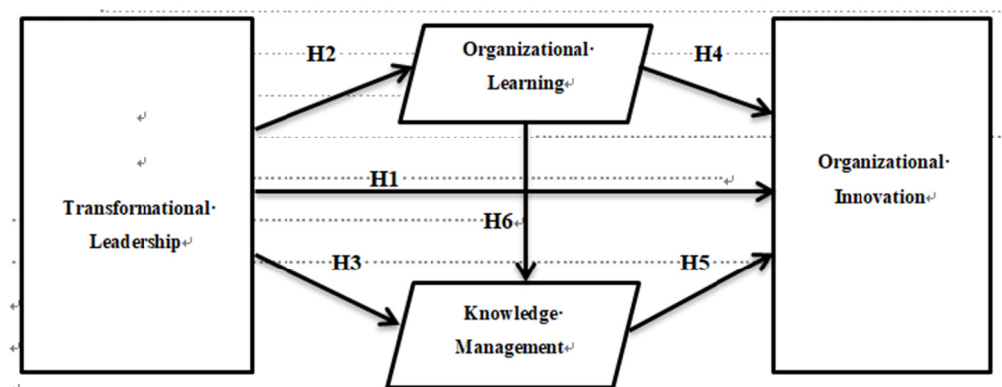 H2
Organizational
Learning
H4
H1
Transformational
Leadership
Organizational
Innovation
H6
H3
H5
Knowledge
Management